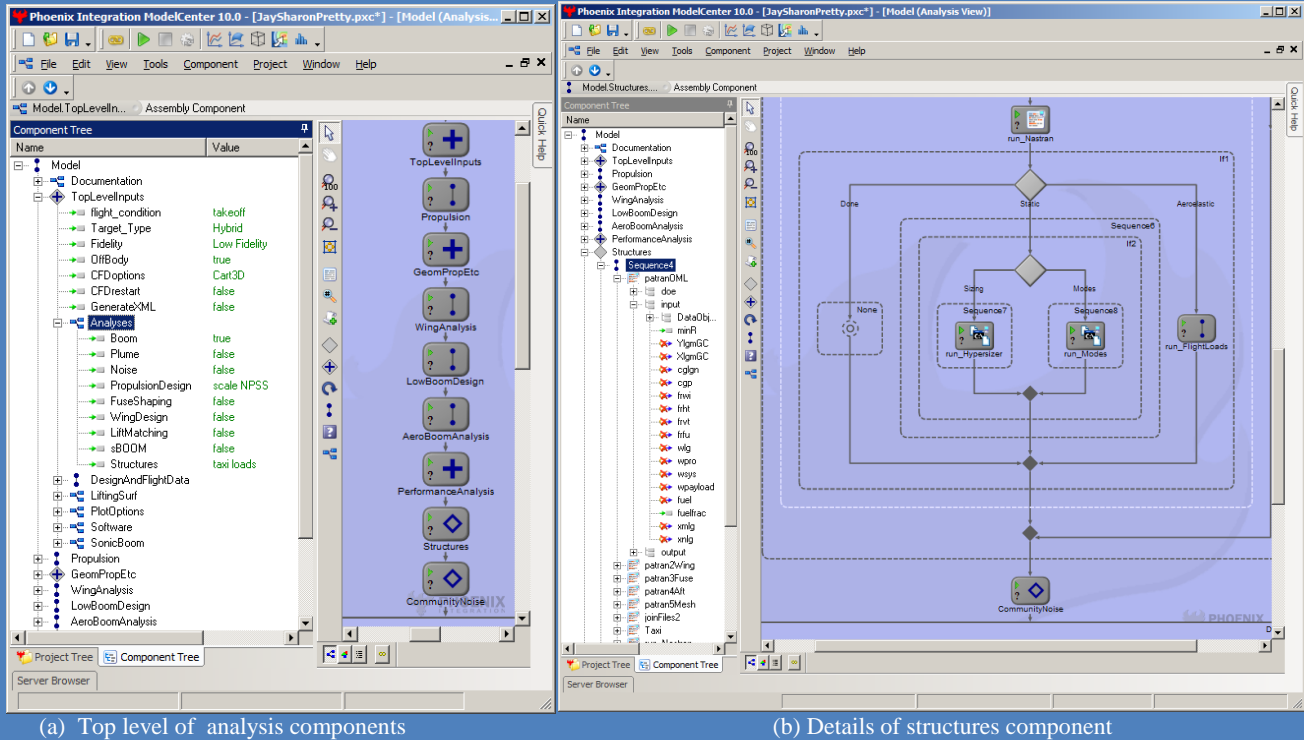 Phoenix Integration ModelCenter 10.0 - [JaySharonPretty.pxc*] - [Model (Analysis...
File Edit View Tools Component Project Window Help
Model.TopLevelIn... Assembly Component
Component Tree
Name Value
Model
Documentation
TopLevelInputs
flight_condition takeoff
Target_Type Hybrid
Fidelity Low Fidelity
OffBody true
CFDoptions Cart3D
CFDrestart false
GenerateXML false
Analyses
Boom true
Plume false
Noise false
PropulsionDesign scale NPSS
FuseShaping false
WingDesign false
LiftMatching false
sBOOM false
Structures taxi loads
DesignAndFlightData
LiftingSurf
PlotOptions
Software
SonicBoom
Propulsion
GeomPropEtc
WingAnalysis
LowBoomDesign
AeroBoomAnalysis
Project Tree Component Tree
Server Browser
100
Quick Help
TopLevelInputs
Propulsion
GeomPropEtc
WingAnalysis
LowBoomDesign
AeroBoomAnalysis
PerformanceAnalysis
Structures
CommunityNoise
PHOENIX
INTEGRATION
(a) Top level of analysis components
Phoenix Integration ModelCenter 10.0 - [JaySharonPretty.pxc*] - [Model (Analysis View)]
File Edit View Tools Component Project Window Help
Model.Structures.... Assembly Component
Component Tree
Name
Model
Documentation
TopLevelInputs
Propulsion
GeomPropEtc
WingAnalysis
LowBoomDesign
AeroBoomAnalysis
PerformanceAnalysis
Structures
Sequence4
patranOML
doe
input
DataObj...
minR
YlgmGC
XlgmGC
cglgn
cgp
frwi
frht
frvt
frfu
wlg
wpro
wsys
wpayload
fuel
fuelfrac
xmlg
xnlg
output
patran2Wing
patran3Fuse
patran4Aft
patran5Mesh
joinFiles2
Taxi
run_Nastran
Project Tree Component Tree
Server Browser
100
Quick Help
run_Nastran
If1
Done Static Aeroelastic
Sequence6
If2
Sizing Modes
None Sequence7 Sequence8
run_Hypersizer run_Modes run_FlightLoads
CommunityNoise
PHOENIX
D
(b) Details of structures component